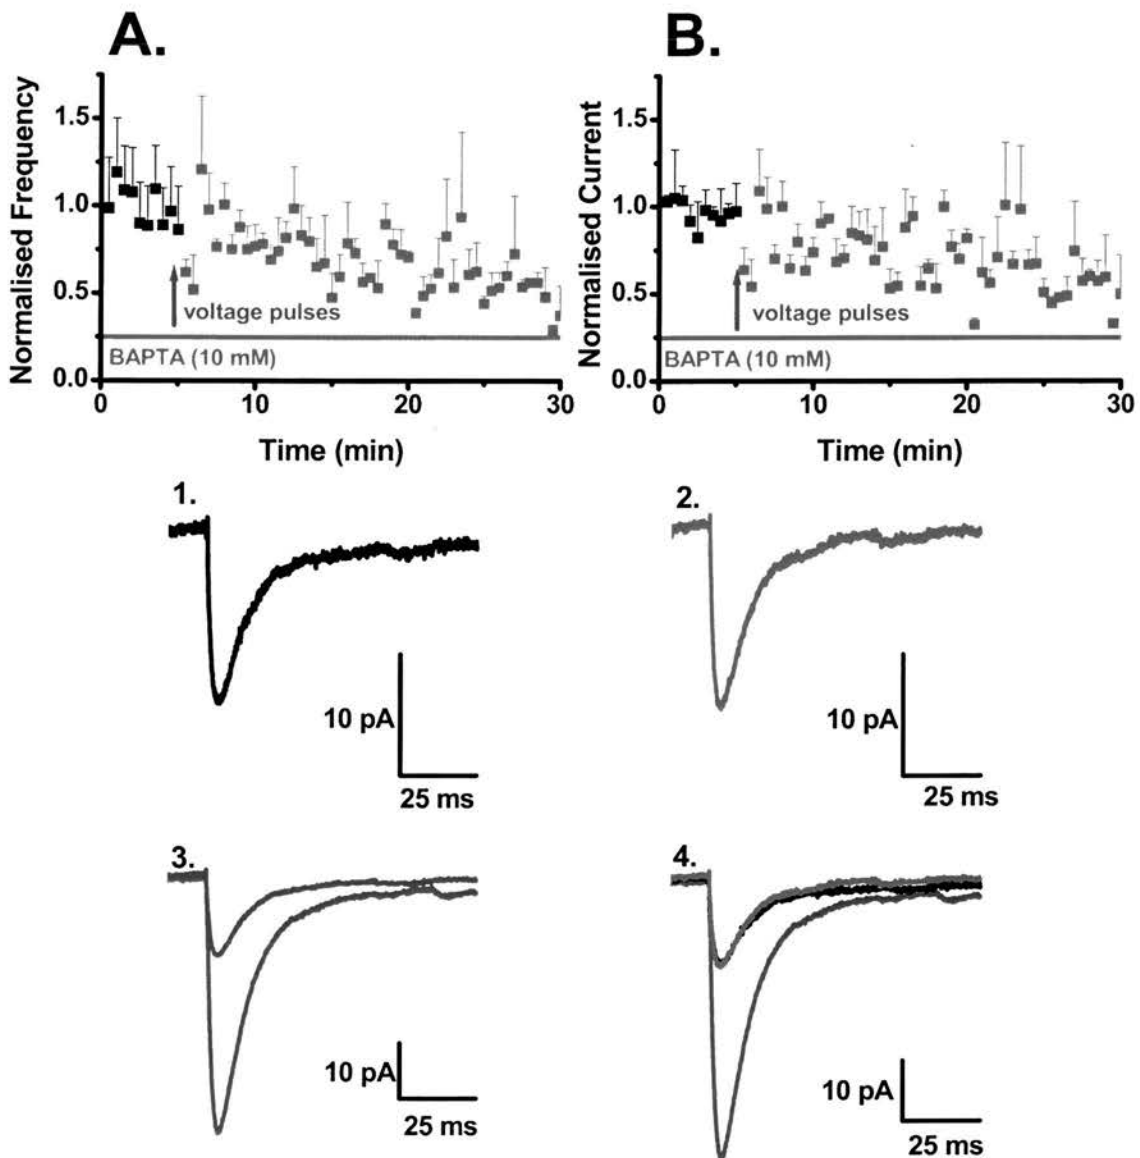 A.
B.
Normalised Frequency
1.5
1.0
0.5
0.0
voltage pulses
BAPTA (10 mM)
0
10
20
30
Time (min)
Normalised Current
1.5
1.0
0.5
0.0
voltage pulses
BAPTA (10 mM)
0
10
20
30
Time (min)
1.
10 pA
25 ms
2.
10 pA
25 ms
3.
10 pA
25 ms
4.
10 pA
25 ms